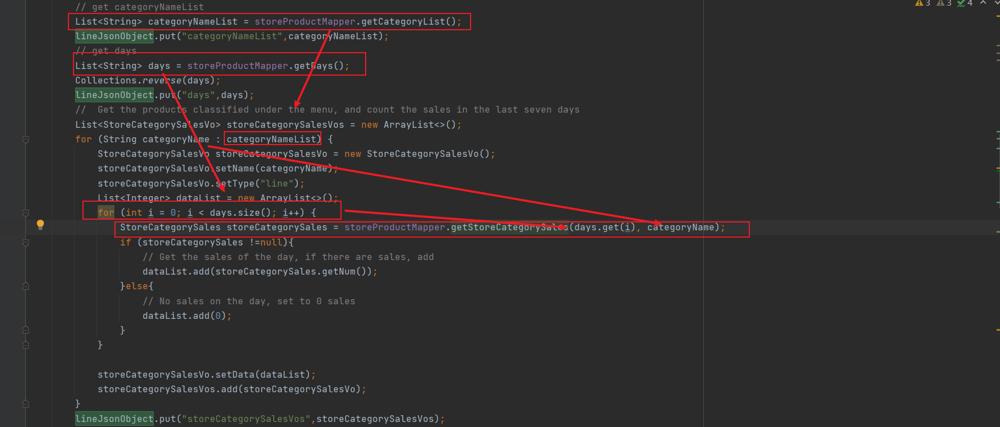 3 3 4
// get categoryNameList
List<String> categoryNameList = storeProductMapper.getCategoryList();
lineJsonObject.put("categoryNameList",categoryNameList);
// get days
List<String> days = storeProductMapper.getDays();
Collections.reverse(days);
lineJsonObject.put("days",days);
//  Get the products classified under the menu, and count the sales in the last seven days
List<StoreCategorySalesVo> storeCategorySalesVos = new ArrayList<>();
for (String categoryName : categoryNameList) {
    StoreCategorySalesVo storeCategorySalesVo = new StoreCategorySalesVo();
    storeCategorySalesVo.setName(categoryName);
    storeCategorySalesVo.setType("line");
    List<Integer> dataList = new ArrayList<>();
    for (int i = 0; i < days.size(); i++) {
        StoreCategorySales storeCategorySales = storeProductMapper.getStoreCategorySales(days.get(i), categoryName);
        if (storeCategorySales !=null){
            // Get the sales of the day, if there are sales, add
            dataList.add(storeCategorySales.getNum());
        }else{
            // No sales on the day, set to 0 sales
            dataList.add(0);
        }
    }
    storeCategorySalesVo.setData(dataList);
    storeCategorySalesVos.add(storeCategorySalesVo);
}
lineJsonObject.put("storeCategorySalesVos",storeCategorySalesVos);